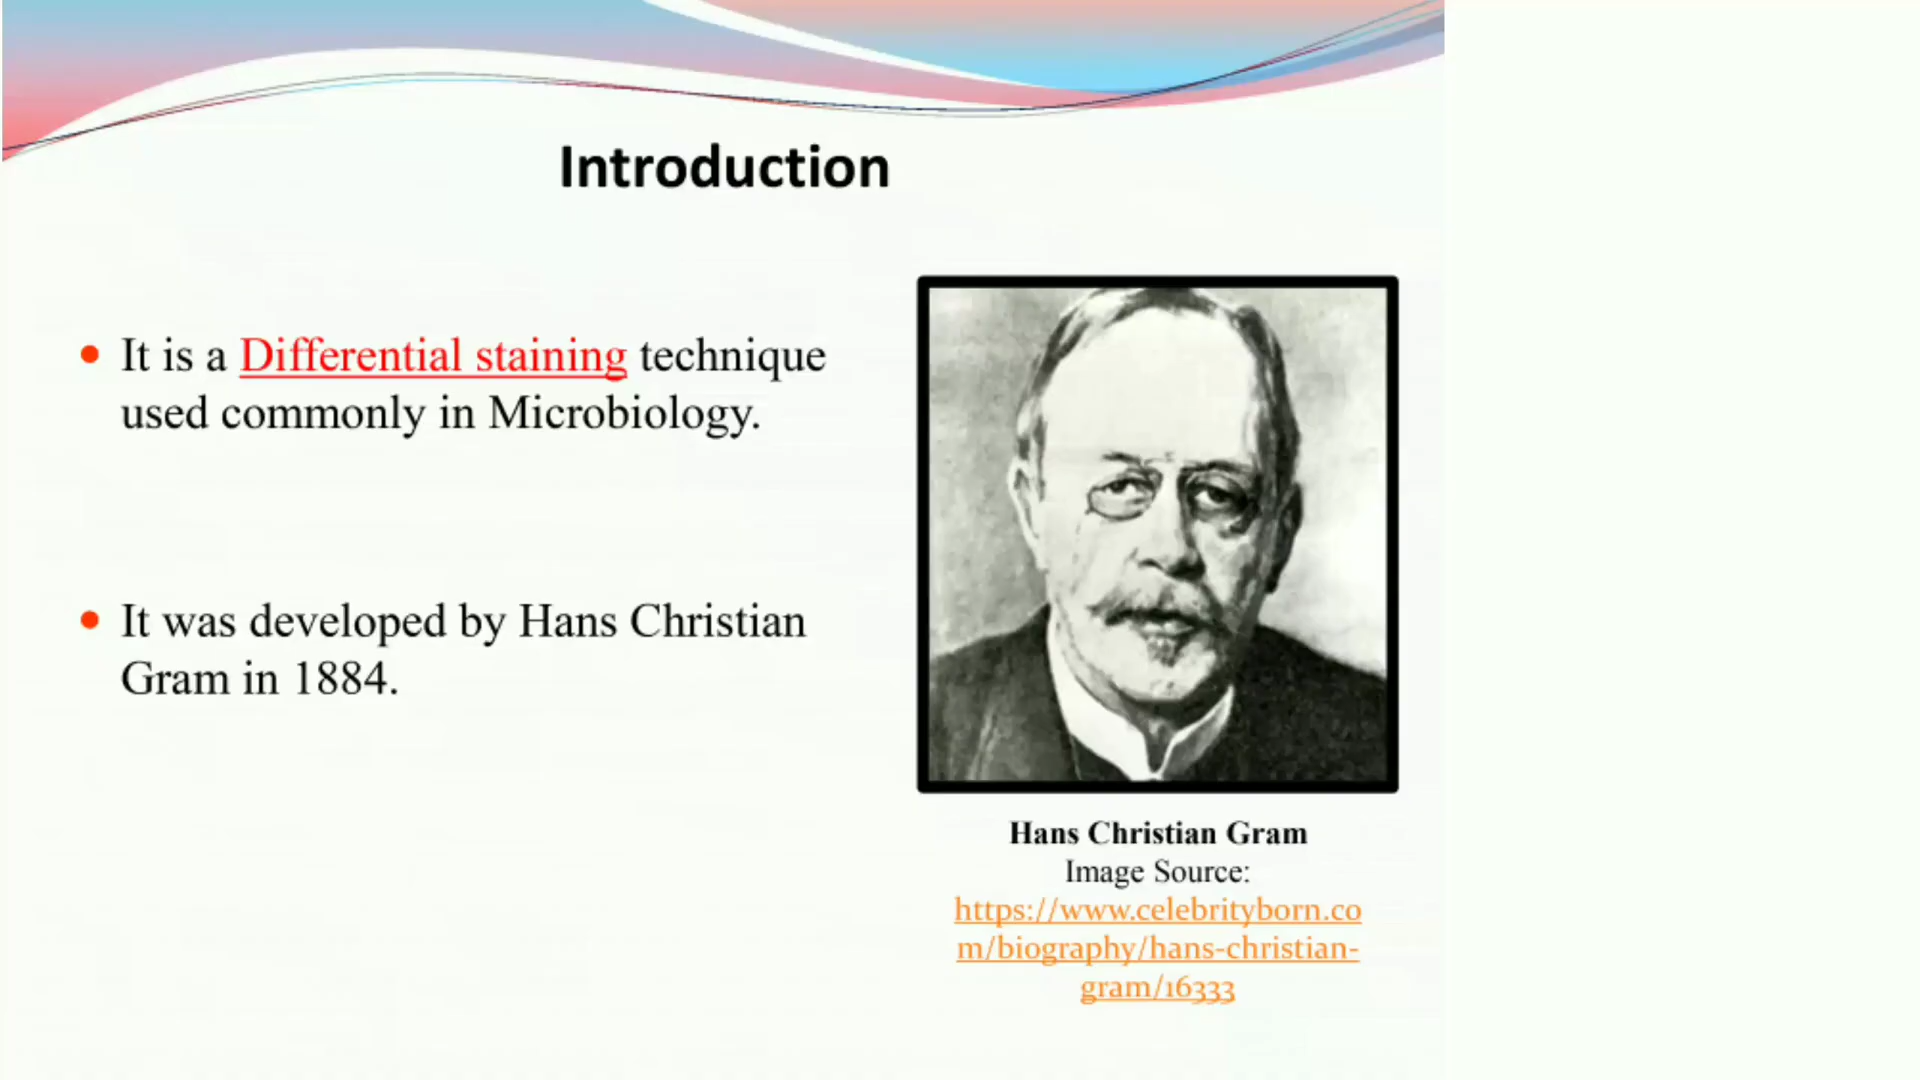 Introduction
It is a Differential staining technique
used commonly in Microbiology.
It was developed by Hans Christian
Gram in 1884.
Hans Christian Gram
Image Source:
https://www.celebrityborn.co
m/biography/hans-christian-
gram/16333